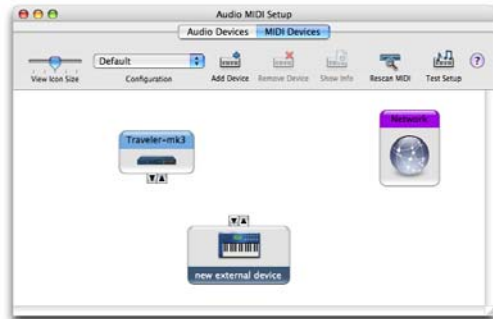 Audio MIDI Setup
Audio Devices MIDI Devices
Default
View Icon Size Configuration Add Device Remove Device Show Info Rescan MIDI Test Setup ?
Traveler-mk3
Network
new external device